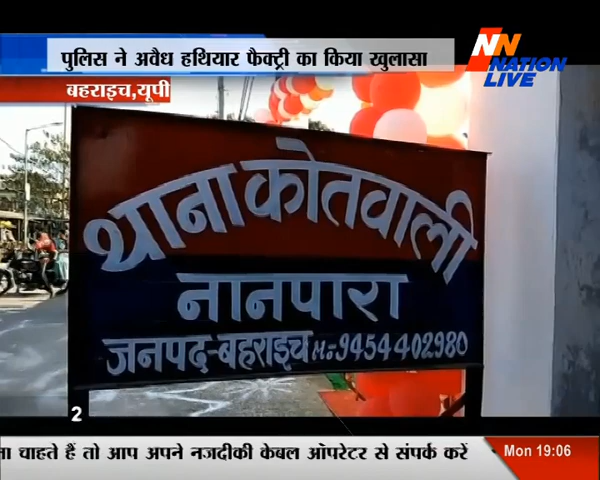 पुलिस ने अवैध हथियार फैक्ट्री का किया खुलासा
NN
NATION
LIVE
बहराइच,यूपी
थाना कोतवाली
नानपारा
जनपद-बहराइच M:-9454402980
2
ा चाहते हैं तो आप अपने नजदीकी केबल ऑपरेटर से संपर्क करें
Mon 19:06